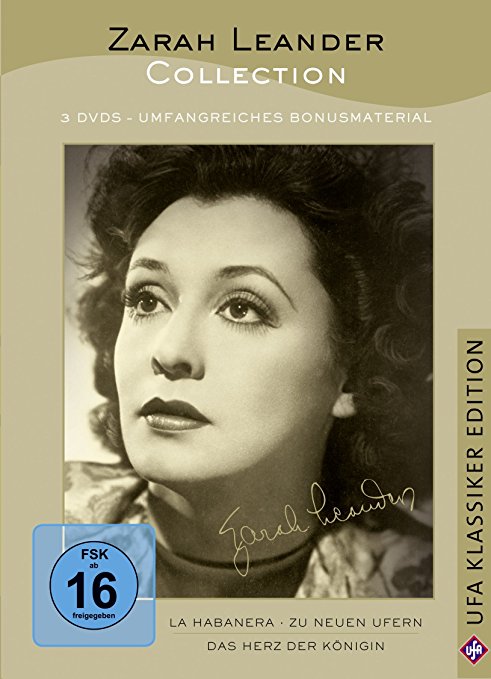 ZARAH LEANDER
COLLECTION
3 DVDS - UMFANGREICHES BONUSMATERIAL
Zarah Leander
FSK
ab
16
freigegeben
LA HABANERA · ZU NEUEN UFERN
DAS HERZ DER KÖNIGIN
UFA KLASSIKER EDITION
UFA